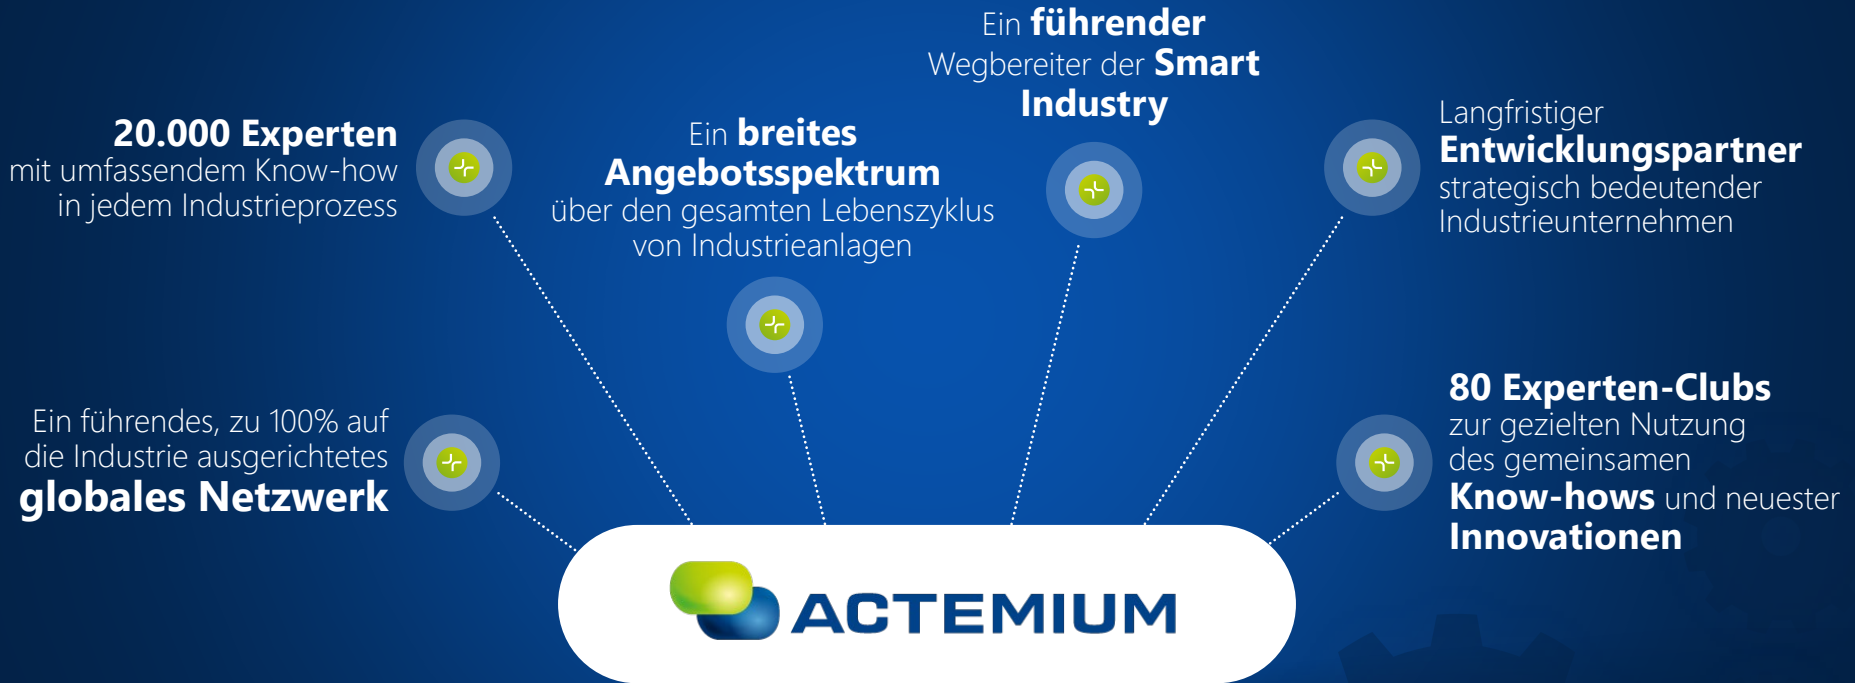 Ein führender
Wegbereiter der Smart
Industry
20.000 Experten
mit umfassendem Know-how
in jedem Industrieprozess
Ein breites
Angebotsspektrum
über den gesamten Lebenszyklus
von Industrieanlagen
Langfristiger
Entwicklungspartner
strategisch bedeutender
Industrieunternehmen
Ein führendes, zu 100% auf
die Industrie ausgerichtetes
globales Netzwerk
80 Experten-Clubs
zur gezielten Nutzung
des gemeinsamen
Know-hows und neuester
Innovationen
ACTEMIUM